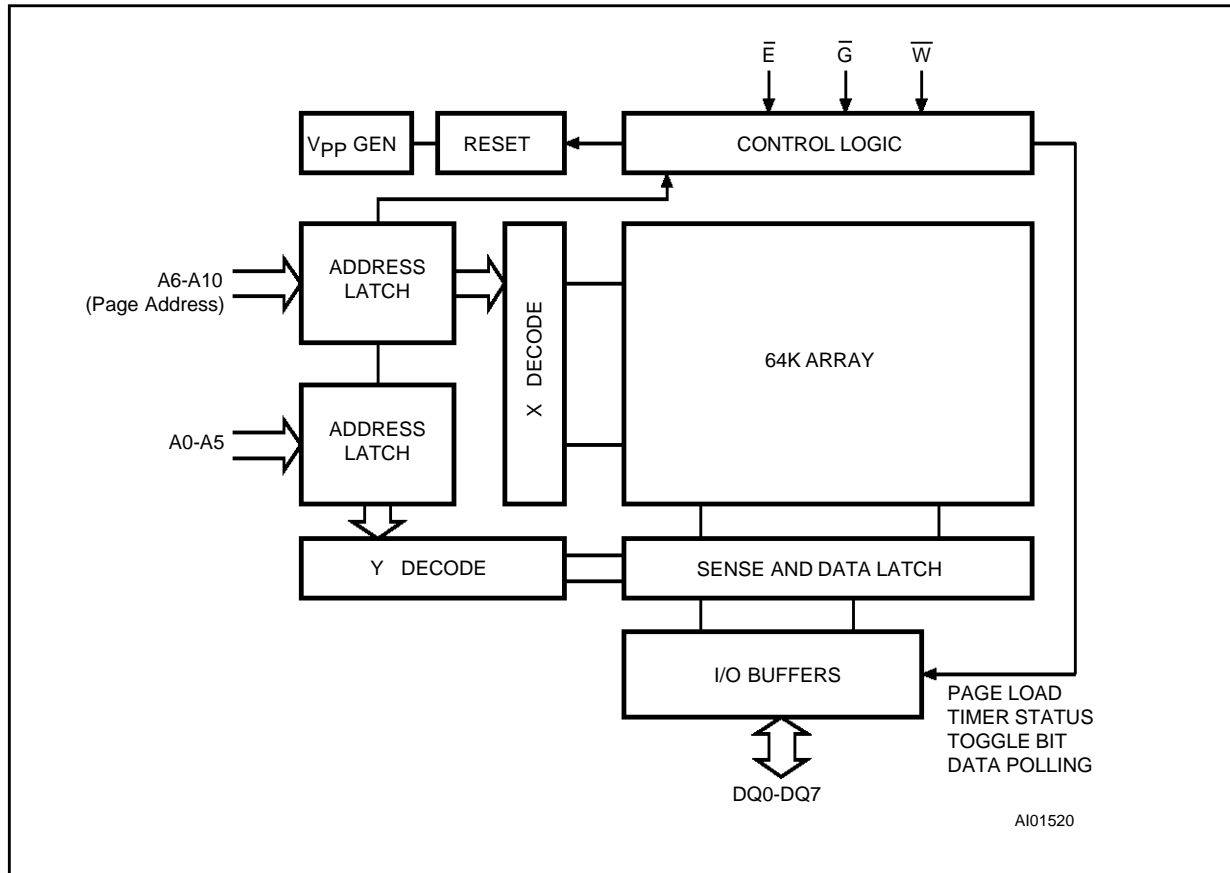 E̅ G̅ W̅
VPP GEN RESET CONTROL LOGIC
A6-A10
(Page Address)
ADDRESS
LATCH
X DECODE
64K ARRAY
A0-A5
ADDRESS
LATCH
Y DECODE
SENSE AND DATA LATCH
I/O BUFFERS
PAGE LOAD
TIMER STATUS
TOGGLE BIT
DATA POLLING
DQ0-DQ7
AI01520